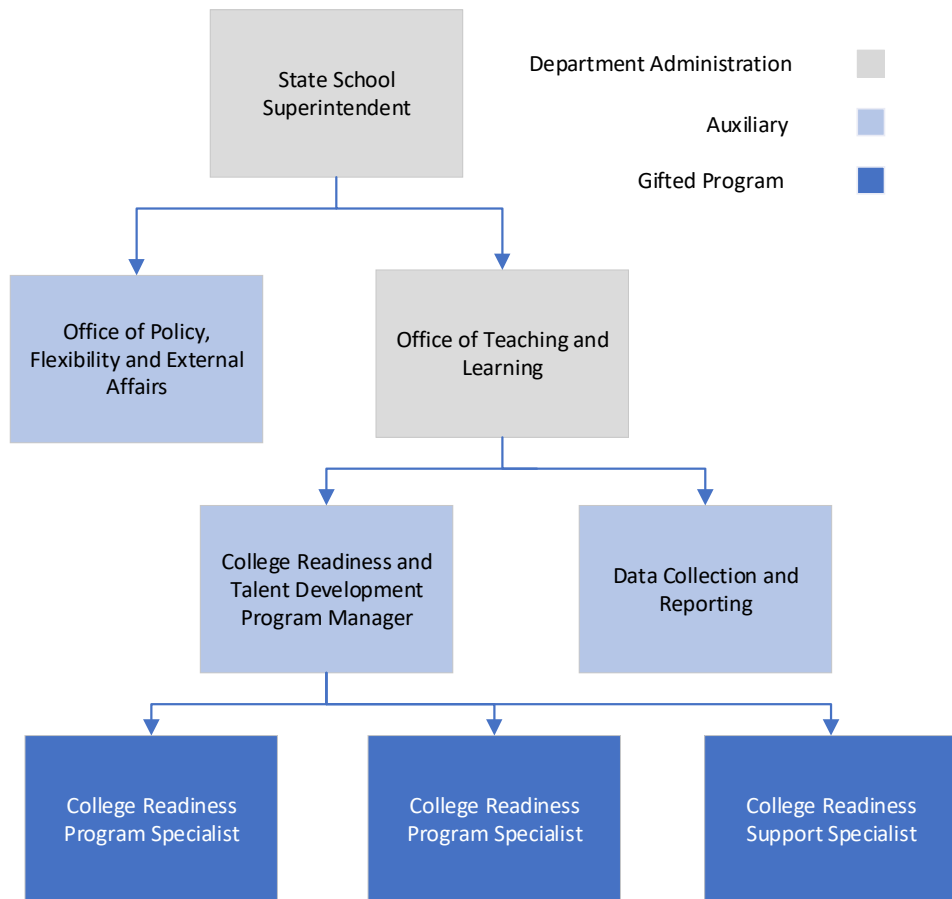 State School
Superintendent
Department Administration
Auxiliary
Gifted Program
Office of Policy,
Flexibility and External
Affairs
Office of Teaching and
Learning
College Readiness and
Talent Development
Program Manager
Data Collection and
Reporting
College Readiness
Program Specialist
College Readiness
Program Specialist
College Readiness
Support Specialist